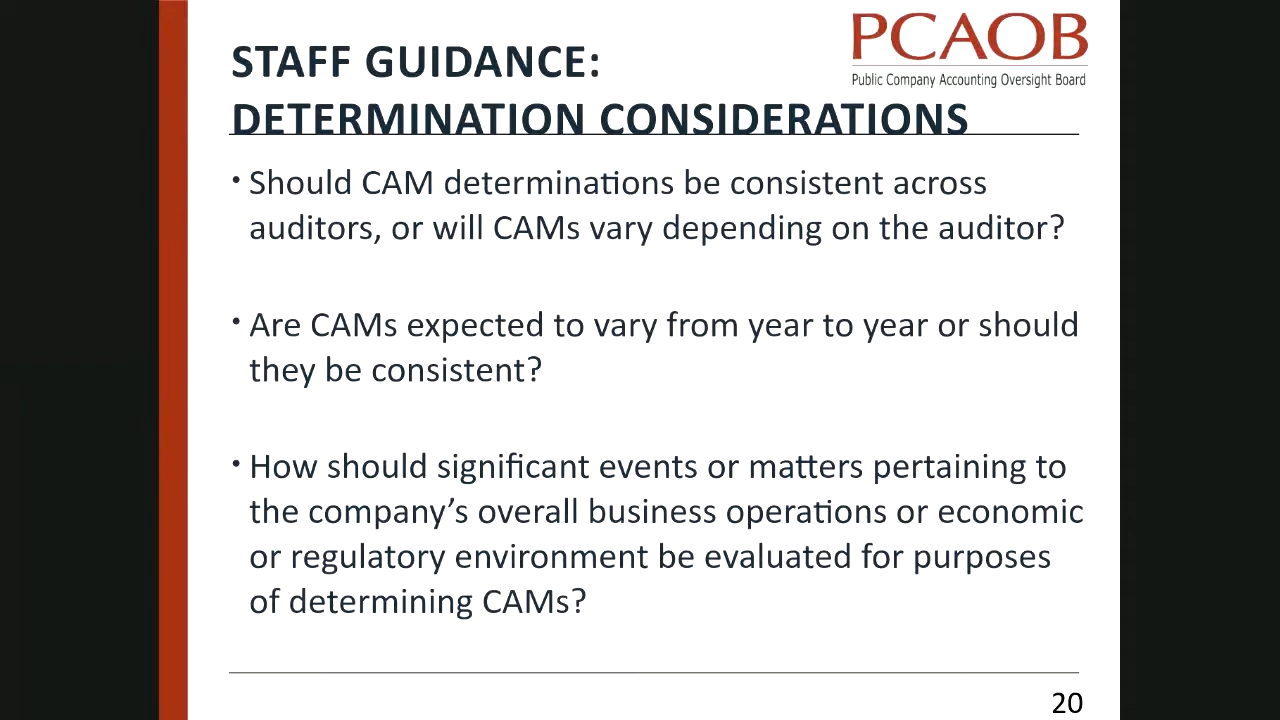 PCAOB
Public Company Accounting Oversight Board
STAFF GUIDANCE:
DETERMINATION CONSIDERATIONS
• Should CAM determinations be consistent across
auditors, or will CAMs vary depending on the auditor?
• Are CAMs expected to vary from year to year or should
they be consistent?
• How should significant events or matters pertaining to
the company’s overall business operations or economic
or regulatory environment be evaluated for purposes
of determining CAMs?
20